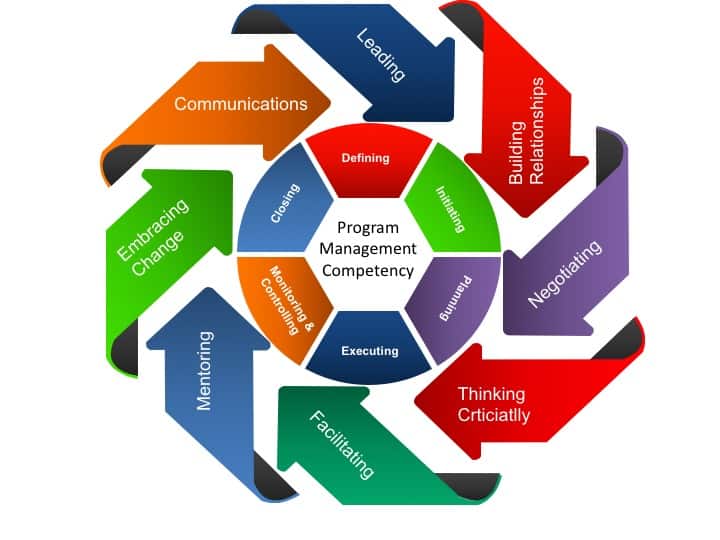 Leading
Communications
Building
Relationships
Defining
Closing
Initiating
Embracing
Change
Program
Management
Competency
Negotiating
Monitoring &
Controlling
Planning
Executing
Mentoring
Thinking
Crticiatlly
Facilitating